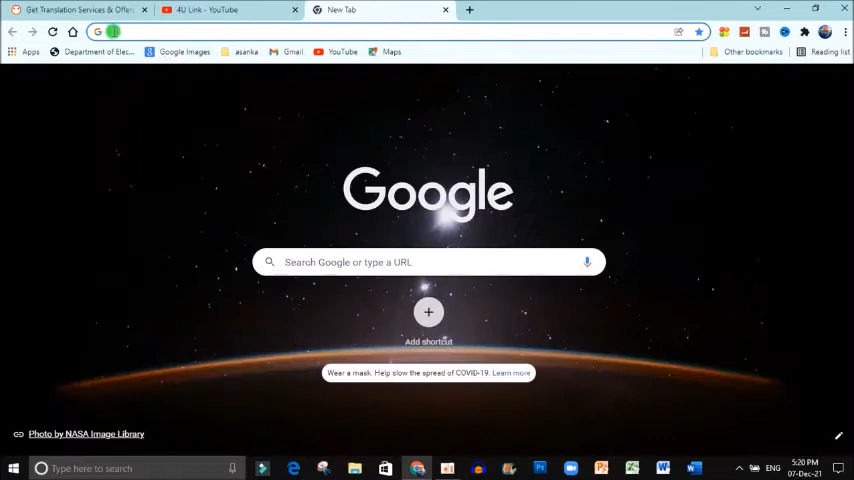 Get Translation Services & Offers
4U Link - YouTube
New Tab
Apps
Department of Elec...
Google Images
asanka
Gmail
YouTube
Maps
Other bookmarks
Reading list
Google
Search Google or type a URL
Add shortcut
Wear a mask. Help slow the spread of COVID-19. Learn more
Photo by NASA Image Library
Type here to search
ENG
5:20 PM
07-Dec-21